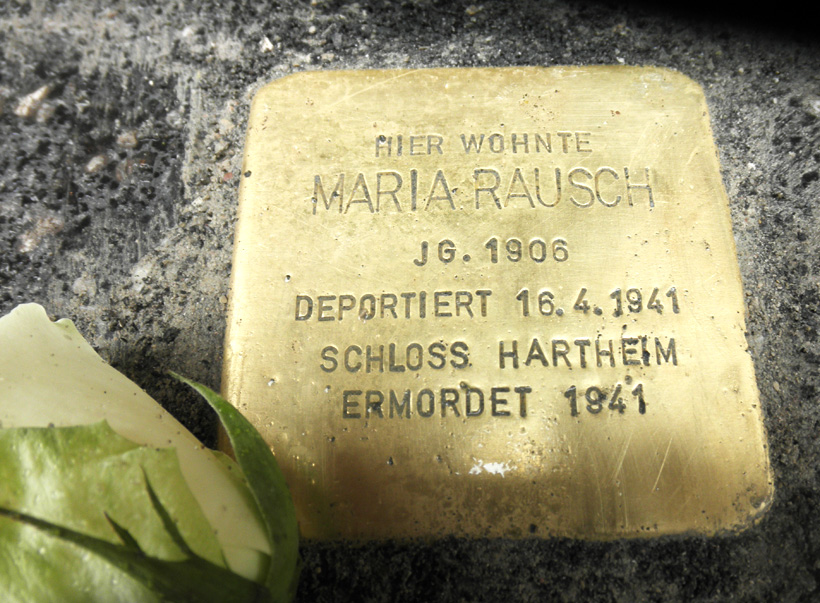 HIER WOHNTE
MARIA RAUSCH
JG. 1906
DEPORTIERT 16.4.1941
SCHLOSS HARTHEIM
ERMORDET 1941